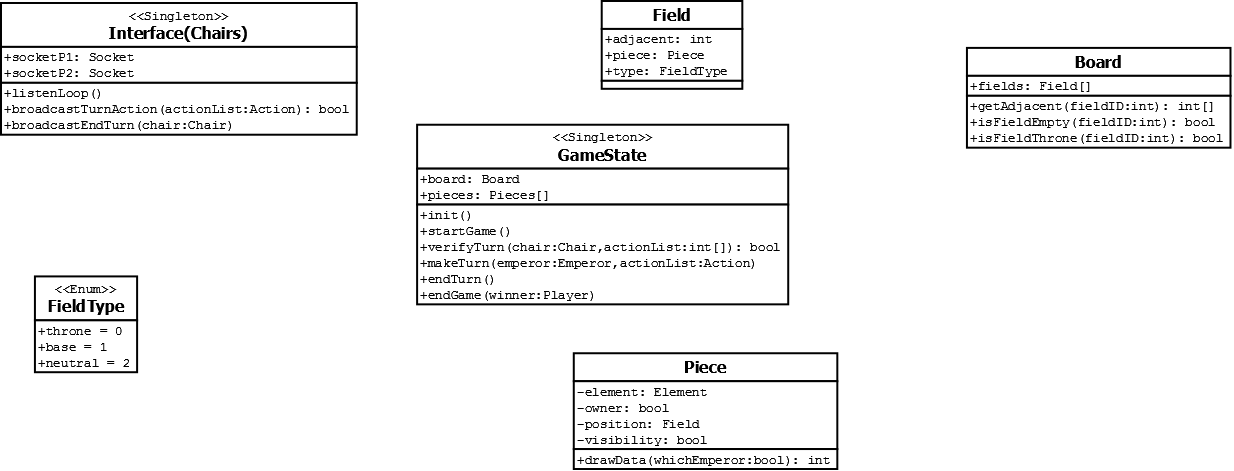 <<Singleton>>
Interface(Chairs)
+socketP1: Socket
+socketP2: Socket
+listenLoop()
+broadcastTurnAction(actionList:Action): bool
+broadcastEndTurn(chair:Chair)
Field
+adjacent: int
+piece: Piece
+type: FieldType
Board
+fields: Field[]
+getAdjacent(fieldID:int): int[]
+isFieldEmpty(fieldID:int): bool
+isFieldThrone(fieldID:int): bool
<<Singleton>>
GameState
+board: Board
+pieces: Pieces[]
+init()
+startGame()
+verifyTurn(chair:Chair,actionList:int[]): bool
+makeTurn(emperor:Emperor,actionList:Action)
+endTurn()
+endGame(winner:Player)
<<Enum>>
FieldType
+throne = 0
+base = 1
+neutral = 2
Piece
-element: Element
-owner: bool
-position: Field
-visibility: bool
+drawData(whichEmperor:bool): int